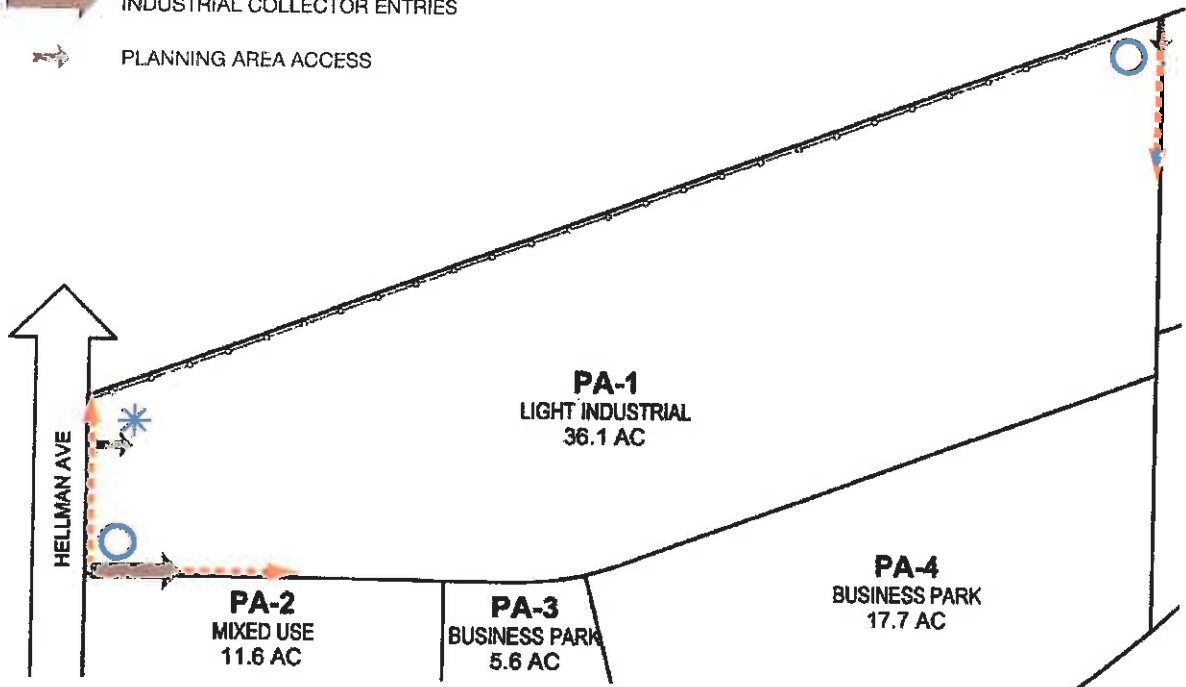 INDUSTRIAL COLLECTOR ENTRIES
PLANNING AREA ACCESS
PA-1
LIGHT INDUSTRIAL
36.1 AC
HELLMAN AVE
PA-2
MIXED USE
11.6 AC
PA-3
BUSINESS PARK
5.6 AC
PA-4
BUSINESS PARK
17.7 AC